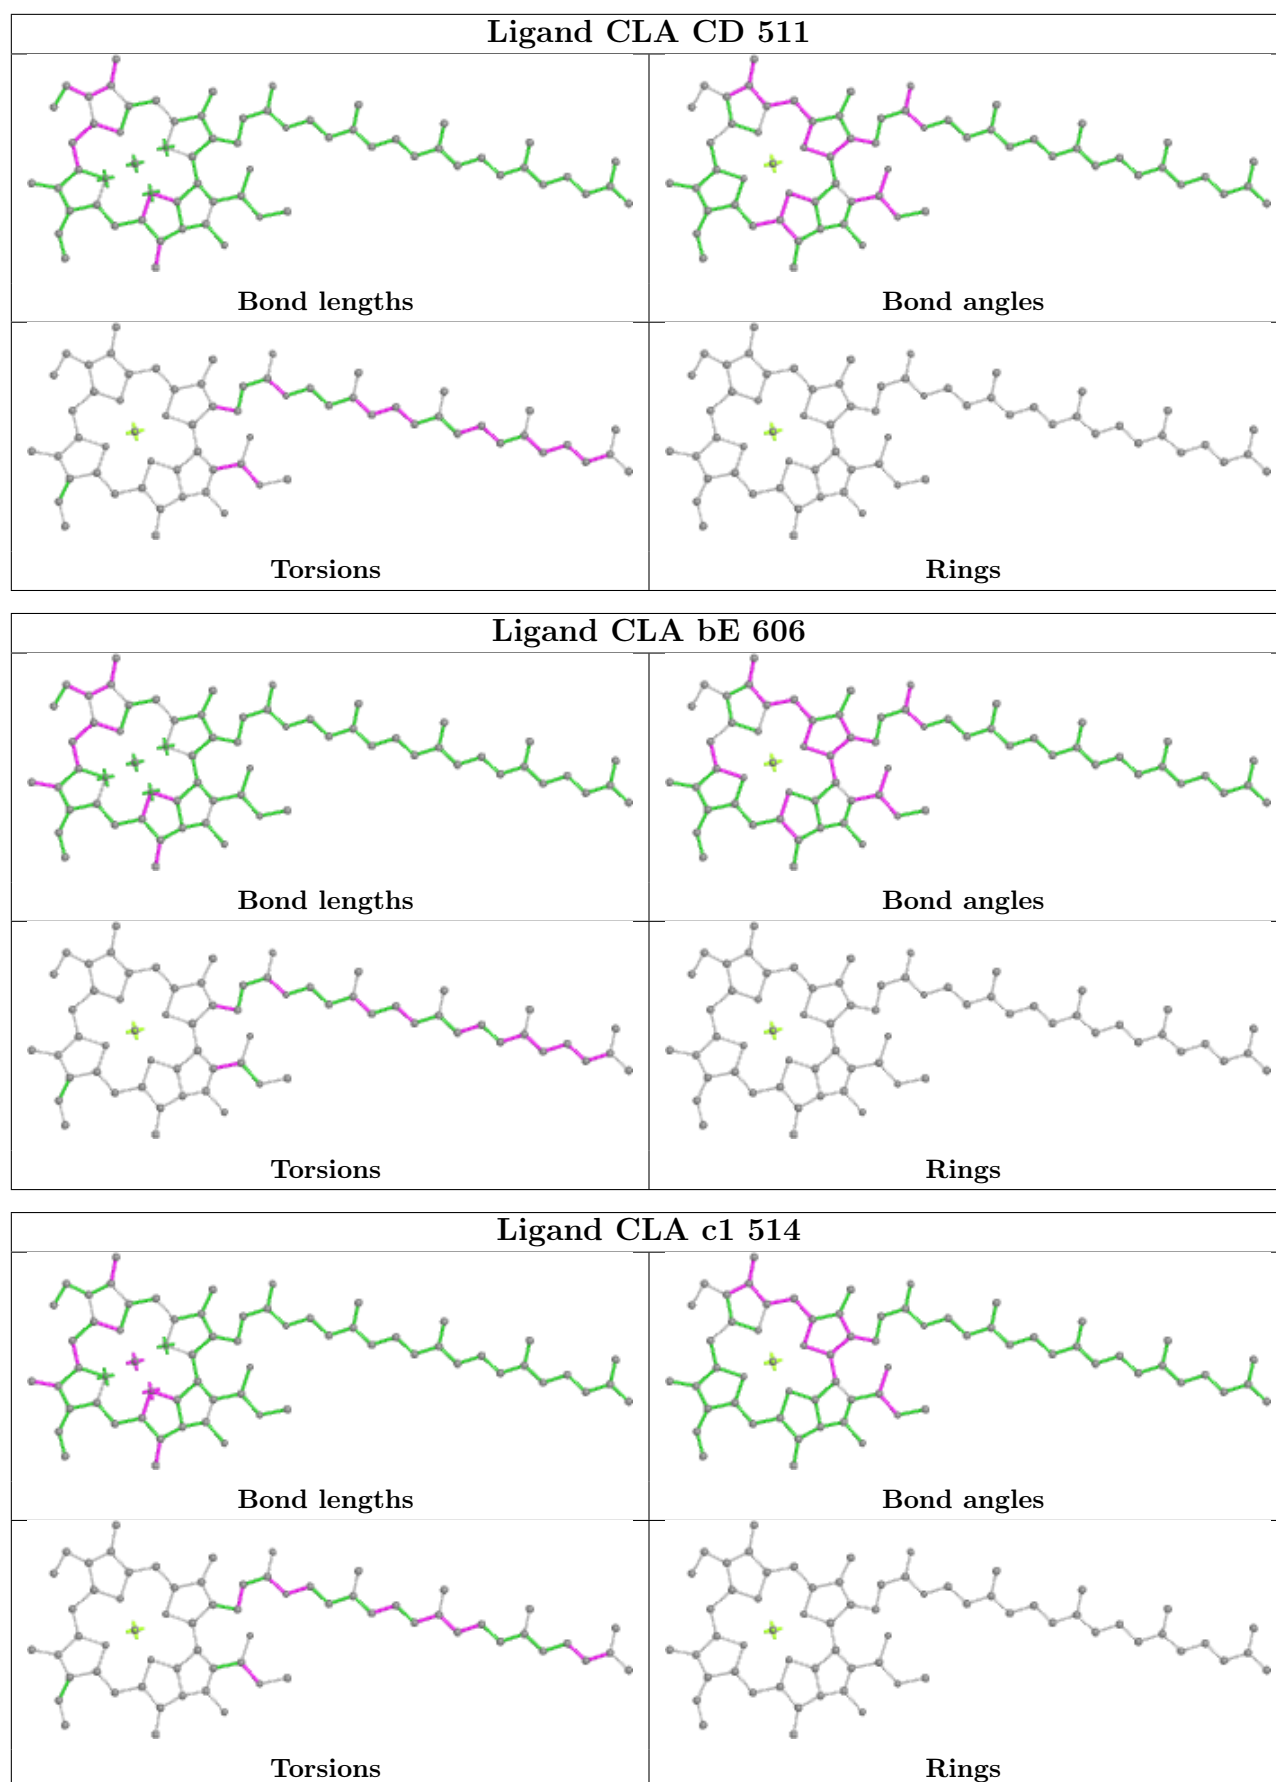 Ligand CLA CD 511
Bond lengths
Bond angles
Torsions
Rings
Ligand CLA bE 606
Bond lengths
Bond angles
Torsions
Rings
Ligand CLA c1 514
Bond lengths
Bond angles
Torsions
Rings